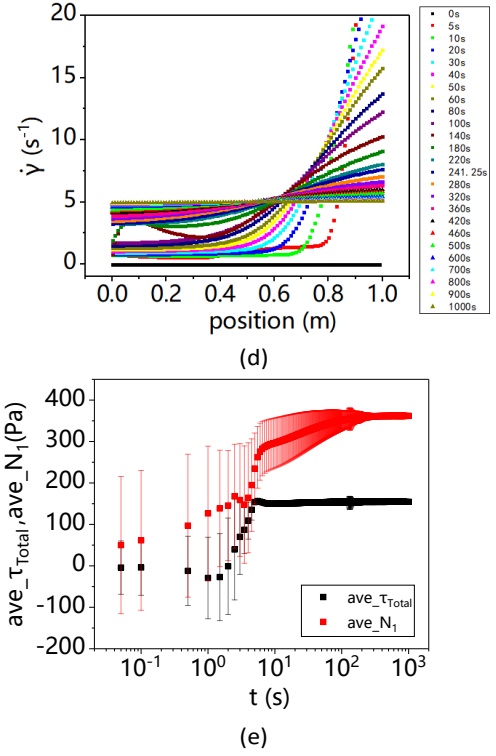 20
15
10
5
0
γ̇ (s⁻¹)
0.0 0.2 0.4 0.6 0.8 1.0
position (m)
0s
5s
10s
20s
30s
40s
50s
60s
80s
100s
140s
180s
220s
241.25s
280s
320s
360s
420s
460s
500s
600s
700s
800s
900s
1000s
(d)
400
300
200
100
0
-100
-200
ave_τ_Total,ave_N₁(Pa)
ave_τ_Total
ave_N₁
10⁻¹ 10⁰ 10¹ 10² 10³
t (s)
(e)